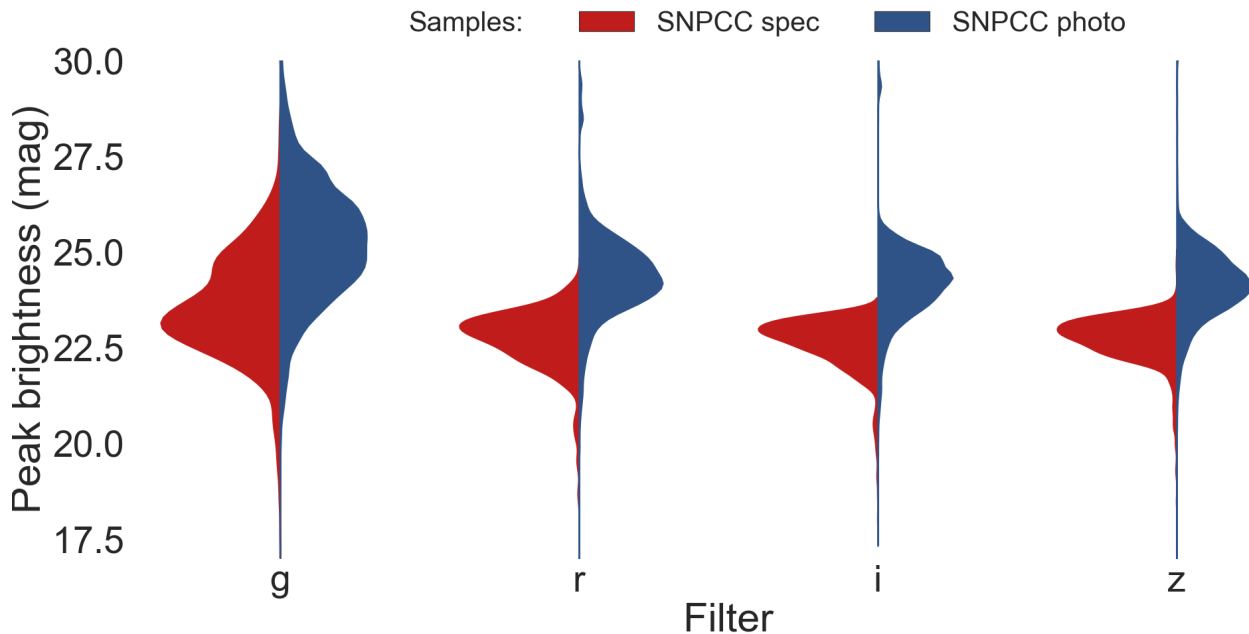 Samples: SNPCC spec SNPCC photo
Peak brightness (mag)
30.0
27.5
25.0
22.5
20.0
17.5
g r i z
Filter